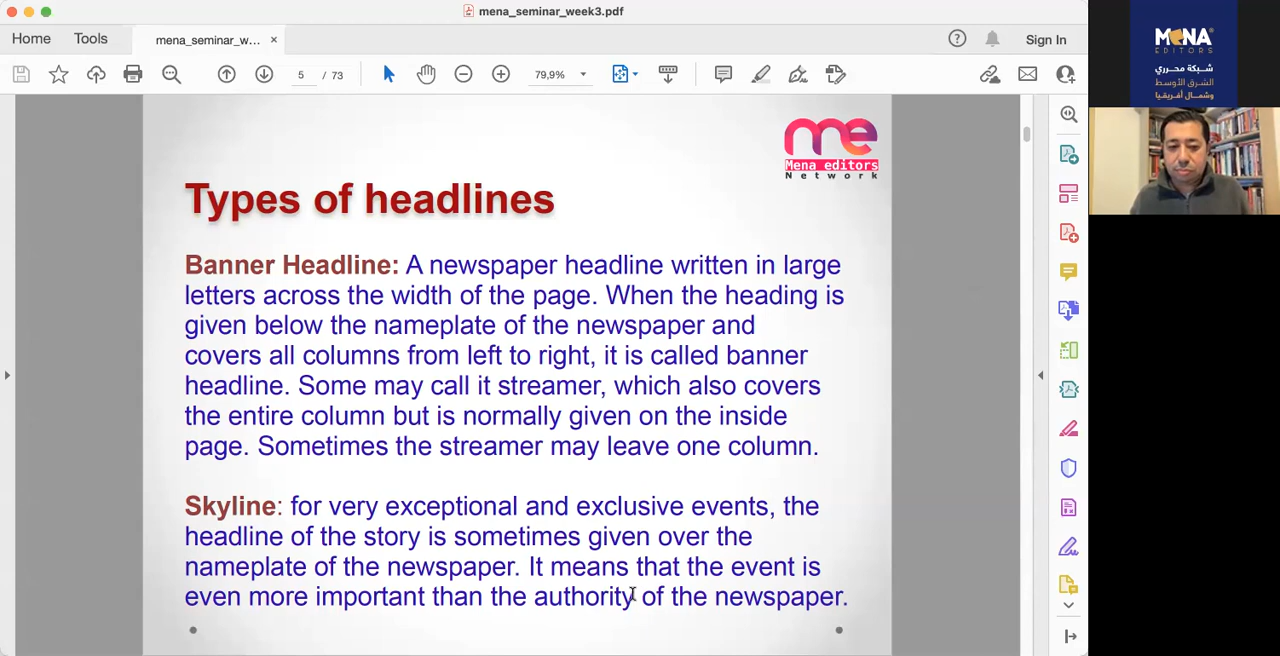 mena_seminar_week3.pdf
Home Tools mena_seminar_w... × Sign In
5 / 73 79,9%
me
Mena editors
Network
Types of headlines
Banner Headline: A newspaper headline written in large
letters across the width of the page. When the heading is
given below the nameplate of the newspaper and
covers all columns from left to right, it is called banner
headline. Some may call it streamer, which also covers
the entire column but is normally given on the inside
page. Sometimes the streamer may leave one column.
Skyline: for very exceptional and exclusive events, the
headline of the story is sometimes given over the
nameplate of the newspaper. It means that the event is
even more important than the authority of the newspaper.
MENA
EDITORS
شبكة محرري
الشرق الأوسط
وشمال أفريقيا